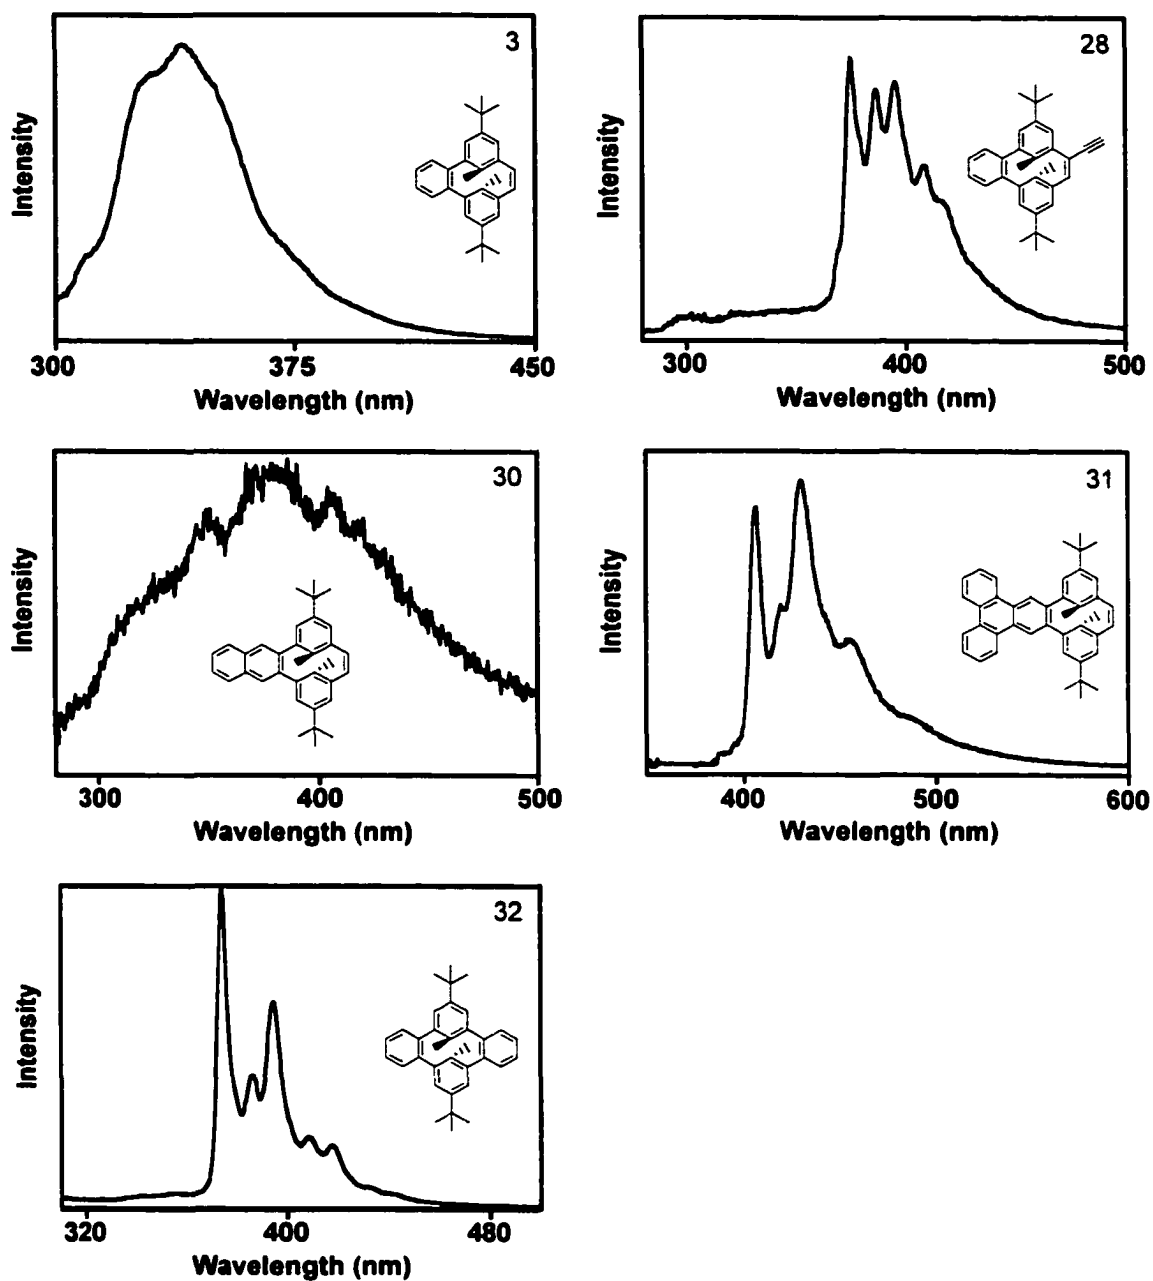 3
Intensity
300 375 450
Wavelength (nm)
28
Intensity
300 400 500
Wavelength (nm)
30
Intensity
300 400 500
Wavelength (nm)
31
Intensity
400 500 600
Wavelength (nm)
32
Intensity
320 400 480
Wavelength (nm)